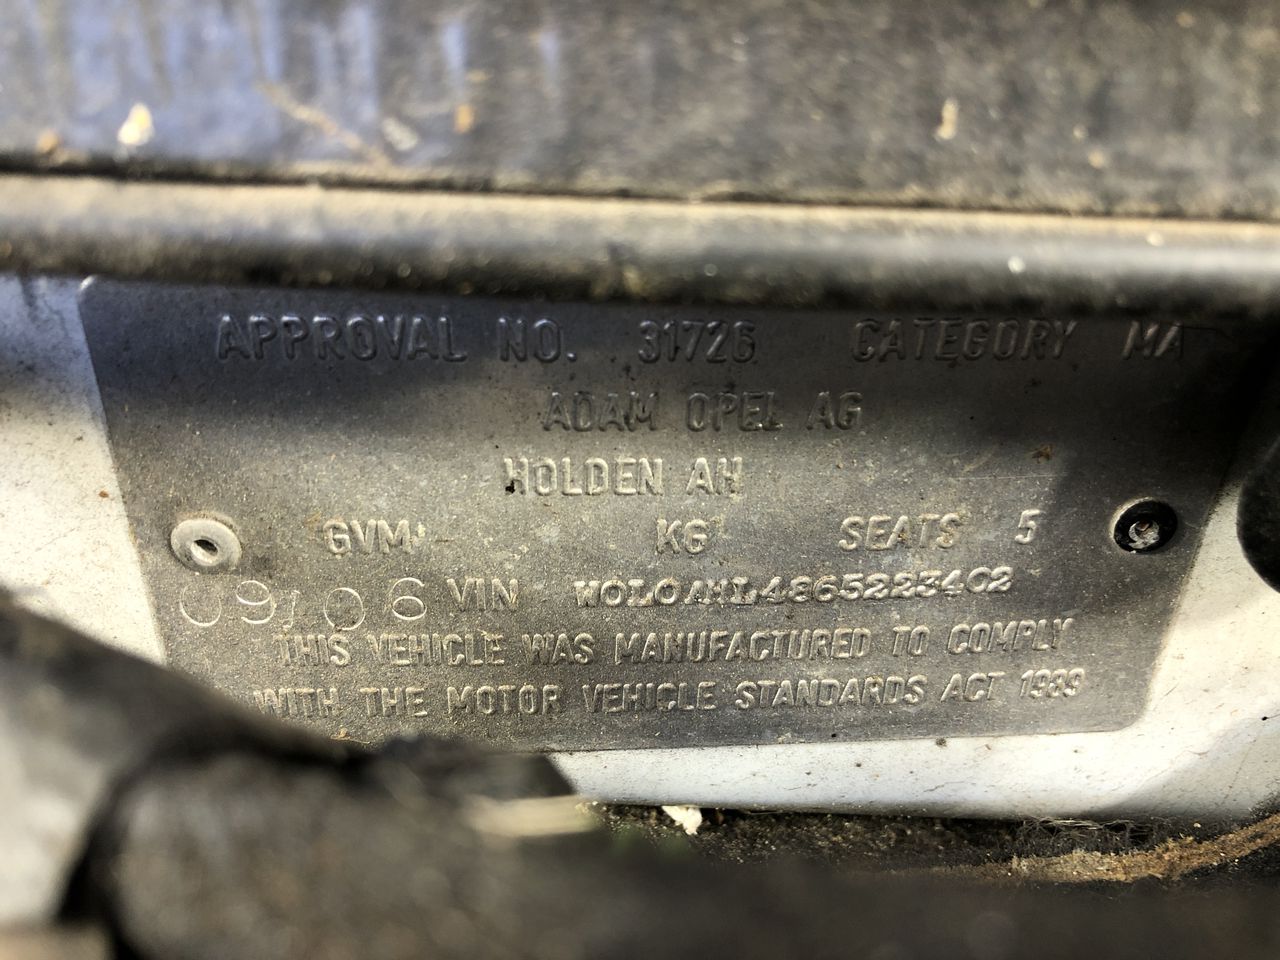 APPROVAL NO. 31726 CATEGORY MA
ADAM OPEL AG
HOLDEN AH
GVM KG SEATS 5
09/06 VIN W0L0AHL4865223402
THIS VEHICLE WAS MANUFACTURED TO COMPLY
WITH THE MOTOR VEHICLE STANDARDS ACT 1989